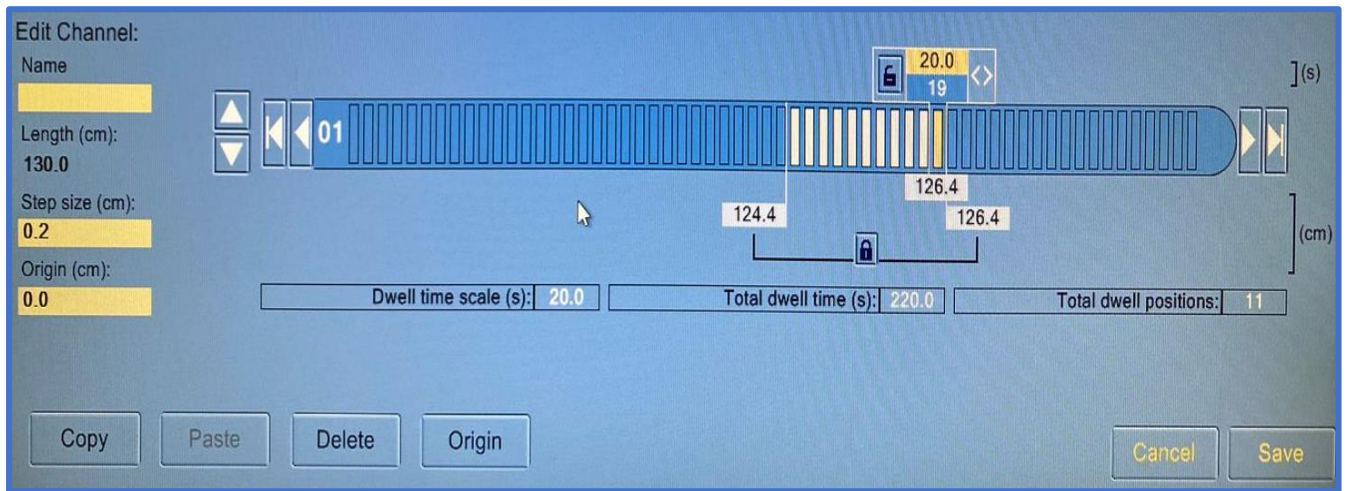 Edit Channel:
Name
Length (cm):
130.0
Step size (cm):
0.2
Origin (cm):
0.0
20.0
19
<>
](s)
01
126.4
124.4
126.4
](cm)
Dwell time scale (s): 20.0
Total dwell time (s): 220.0
Total dwell positions: 11
Copy
Paste
Delete
Origin
Cancel
Save